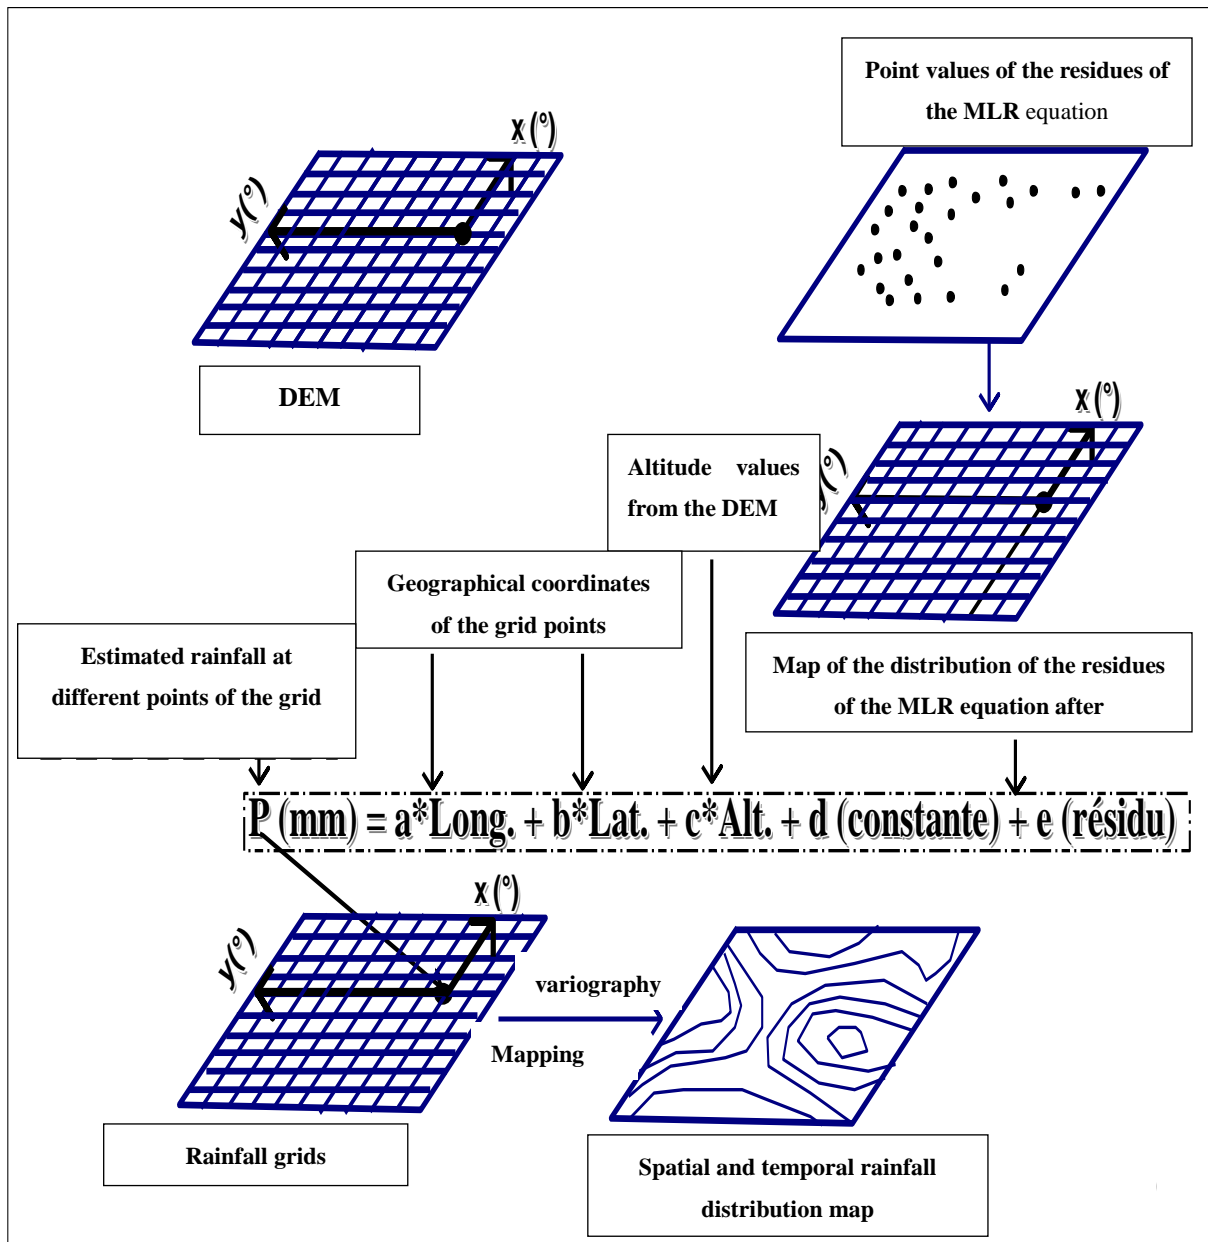 Point values of the residues of
the MLR equation
x (°)
y(°)
DEM
x (°)
Altitude values
from the DEM
(°)
Geographical coordinates
of the grid points
Estimated rainfall at
different points of the grid
Map of the distribution of the residues
of the MLR equation after
P (mm) = a*Long. + b*Lat. + c*Alt. + d (constante) + e (résidu)
x (°)
y(°)
variography
Mapping
Rainfall grids
Spatial and temporal rainfall
distribution map